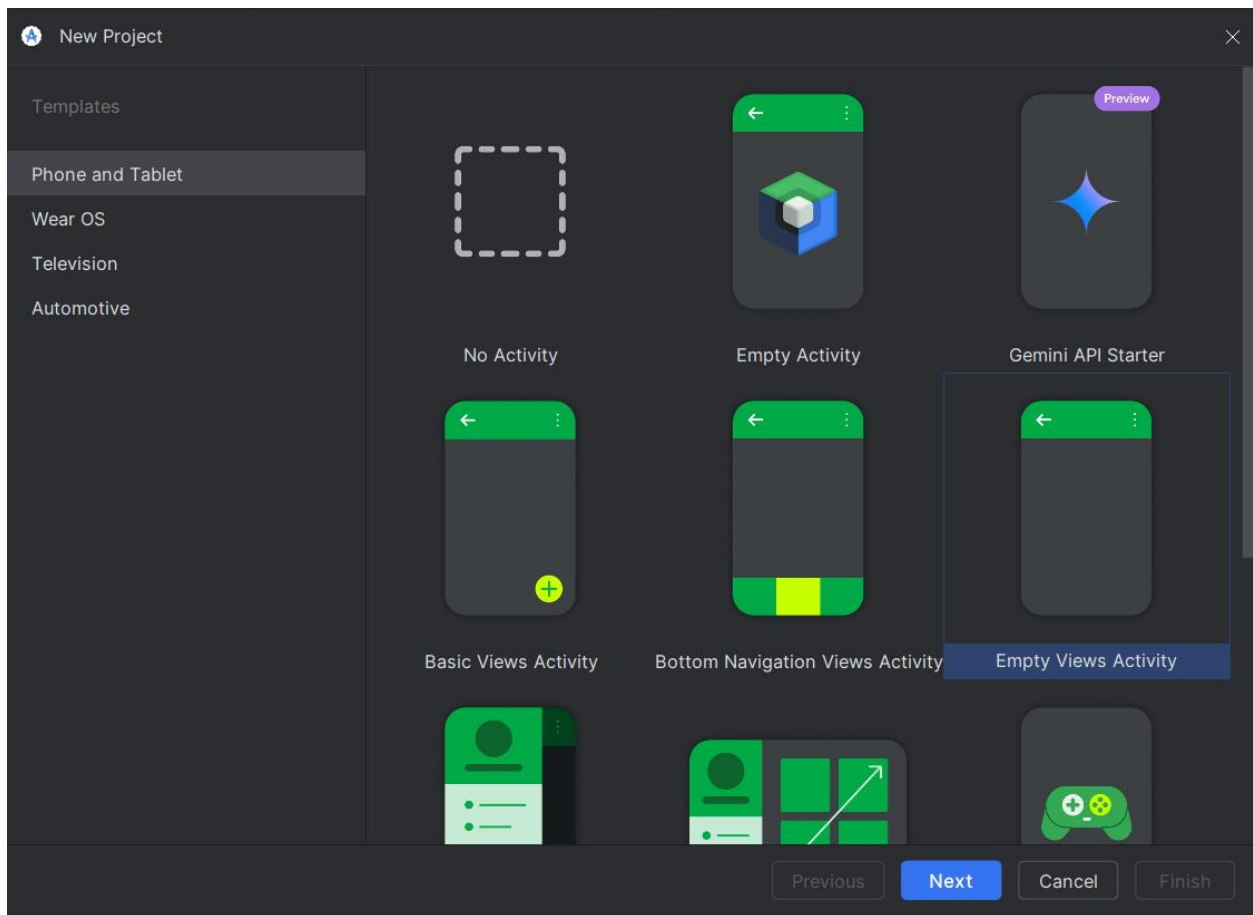 New Project
Templates
Phone and Tablet
Wear OS
Television
Automotive
Preview
No Activity
Empty Activity
Gemini API Starter
Basic Views Activity
Bottom Navigation Views Activity
Empty Views Activity
Previous
Next
Cancel
Finish